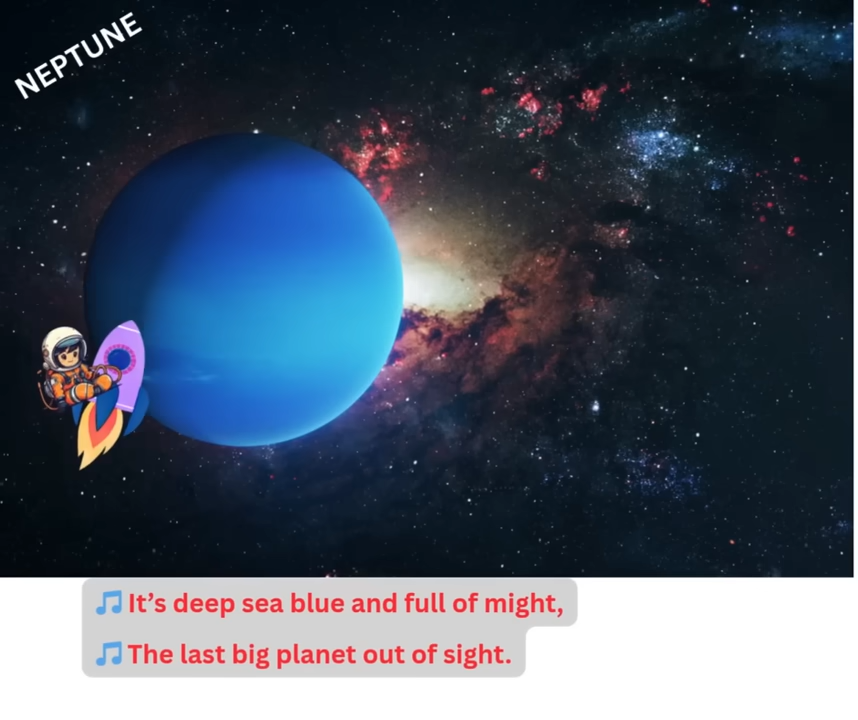 NEPTUNE
🎵 It’s deep sea blue and full of might,
🎵 The last big planet out of sight.